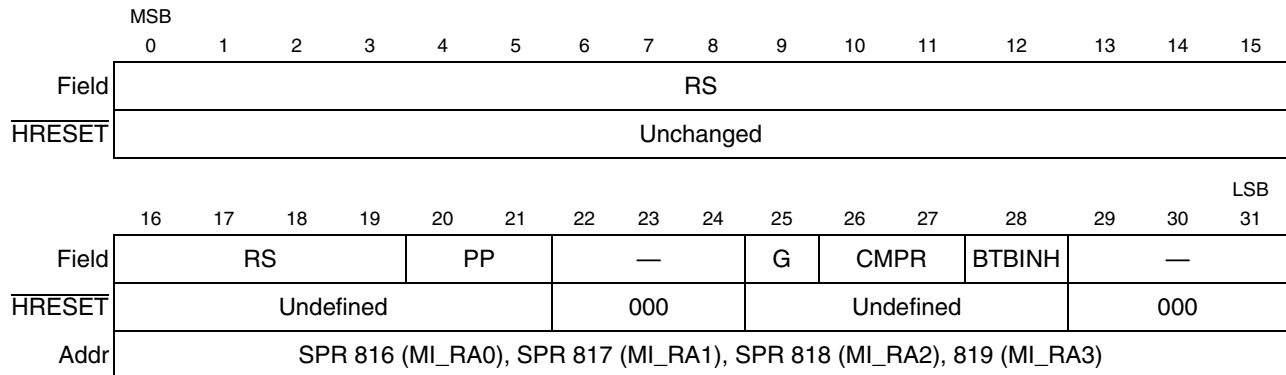 MSB
0 1 2 3 4 5 6 7 8 9 10 11 12 13 14 15
Field RS
HRESET Unchanged
LSB
16 17 18 19 20 21 22 23 24 25 26 27 28 29 30 31
Field RS PP — G CMPR BTBINH —
HRESET Undefined 000 Undefined 000
Addr SPR 816 (MI_RA0), SPR 817 (MI_RA1), SPR 818 (MI_RA2), 819 (MI_RA3)